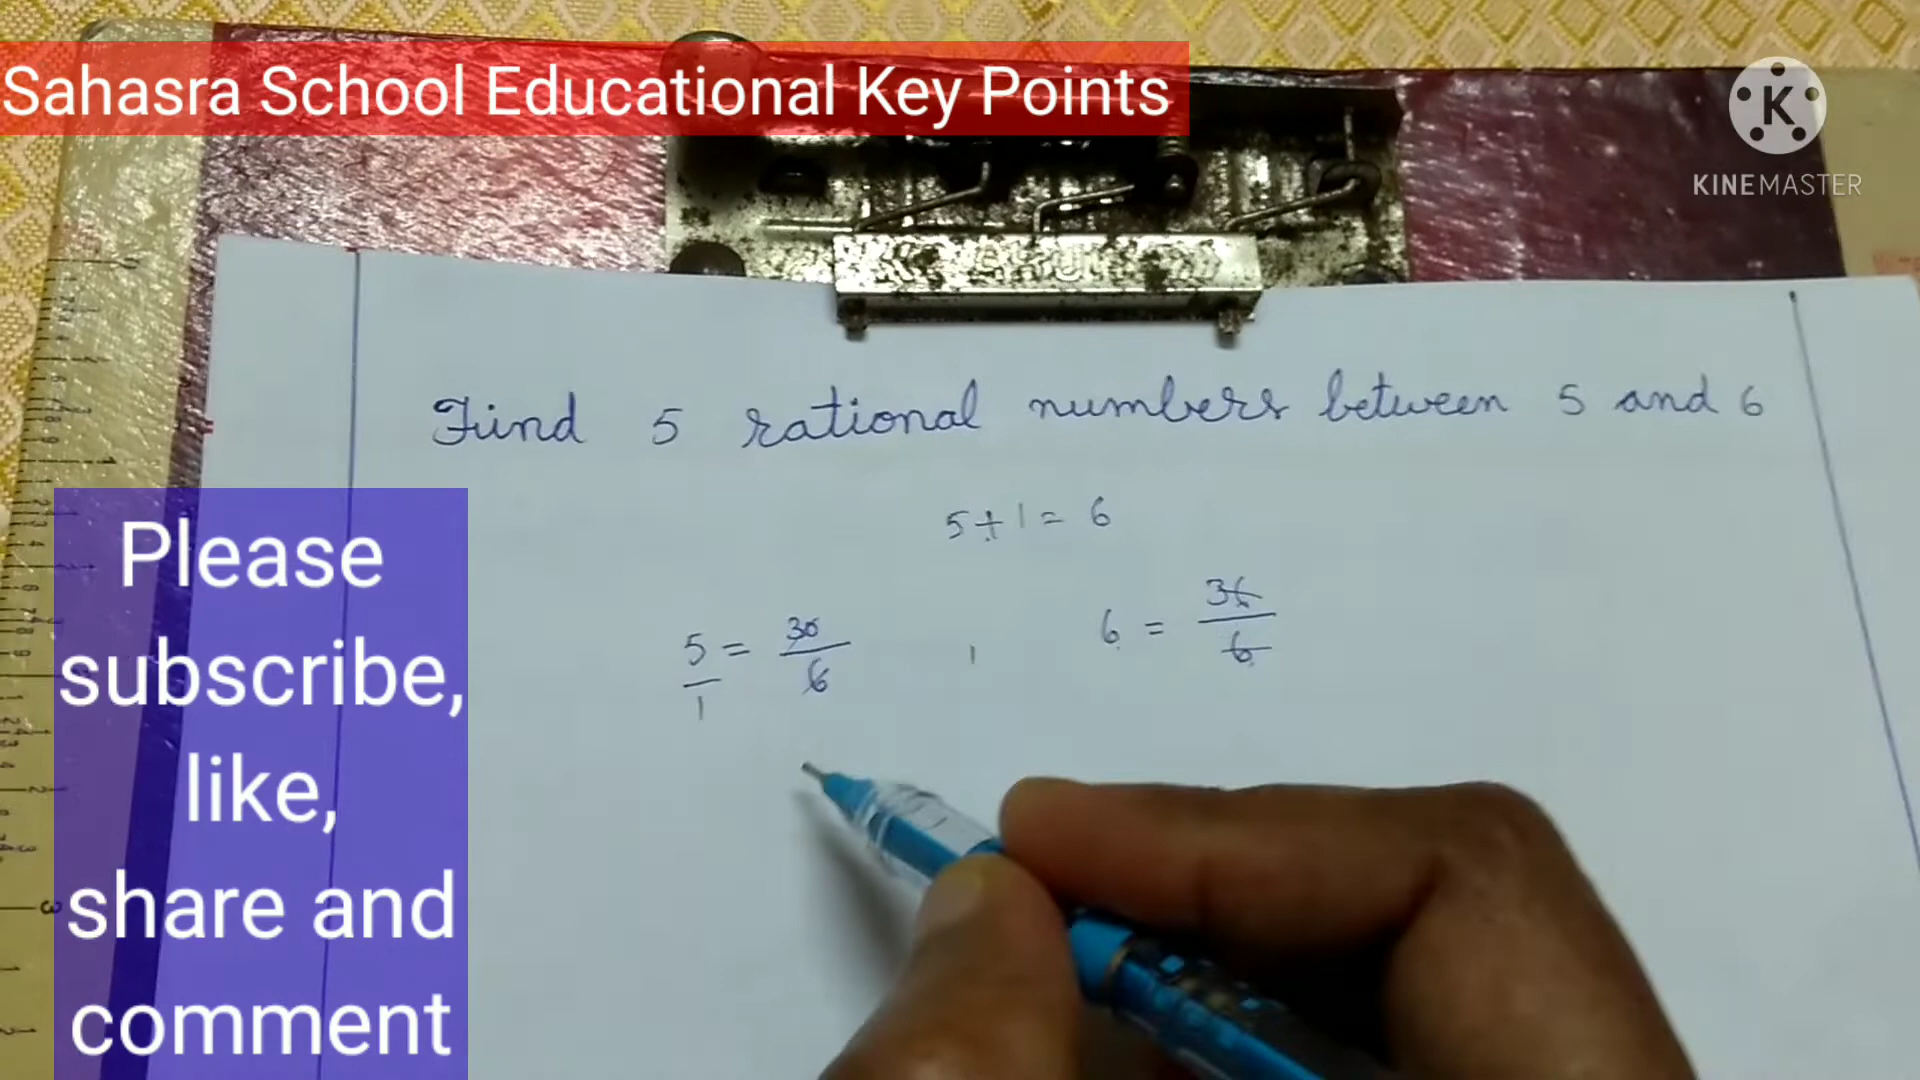 Sahasra School Educational Key Points
K
KINEMASTER
Find 5 rational numbers between 5 and 6
5+1= 6
5/1 = 30/6 , 6 = 36/6
Please
subscribe,
like,
share and
comment